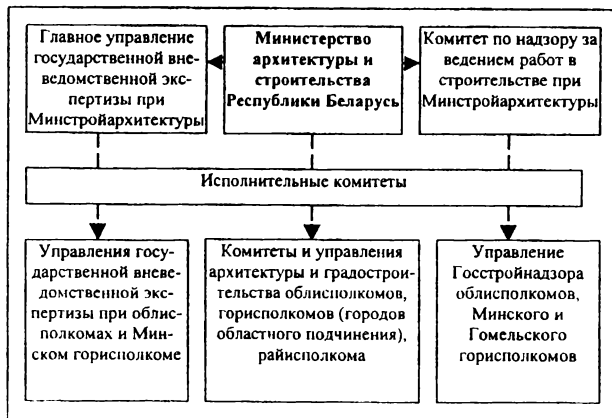 Главное управление
государственной вне-
ведомственной экс-
пертизы при
Минстройархитектуры
Министерство
архитектуры и
строительства
Республики Беларусь
Комитет по надзору за
ведением работ в
строительстве при
Минстройархитектуры
Исполнительные комитеты
Управления госу-
дарственной вневе-
домственной экс-
пертизы при облис-
полкомах и Мин-
ском горисполкоме
Комитеты и управления
архитектуры и градострои-
тельства облисполкомов,
горисполкомов (городов
областного подчинения),
райисполкома
Управление
Госстройнадзора
облисполкомов,
Минского и
Гомельского
горисполкомов